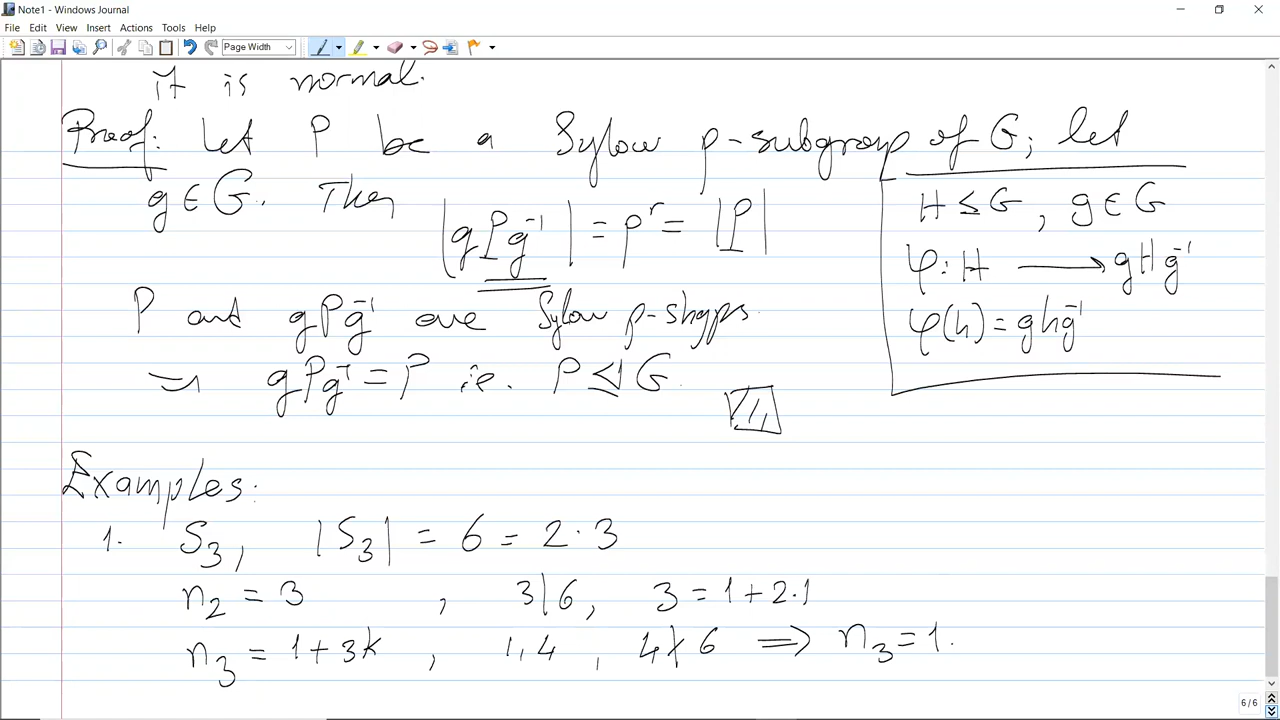 Note1 - Windows Journal
File Edit View Insert Actions Tools Help
Page Width
it is normal.
Proof: Let P be a Sylow p-subgroup of G; let
g ∈ G. Then |gPg⁻¹| = pʳ = |P|
P and gPg⁻¹ are Sylow p-sbgps.
⇒ gPg⁻¹ = P i.e. P ⊲ G
H ≤ G, g ∈ G
φ: H ⟶ gHg⁻¹
φ(h) = ghg⁻¹
Examples:
1. S₃, |S₃| = 6 = 2·3
n₂ = 3, 3|6, 3 = 1+2·1
n₃ = 1+3k, 1,4, 4∤6 ⟹ n₃ = 1.
6/6